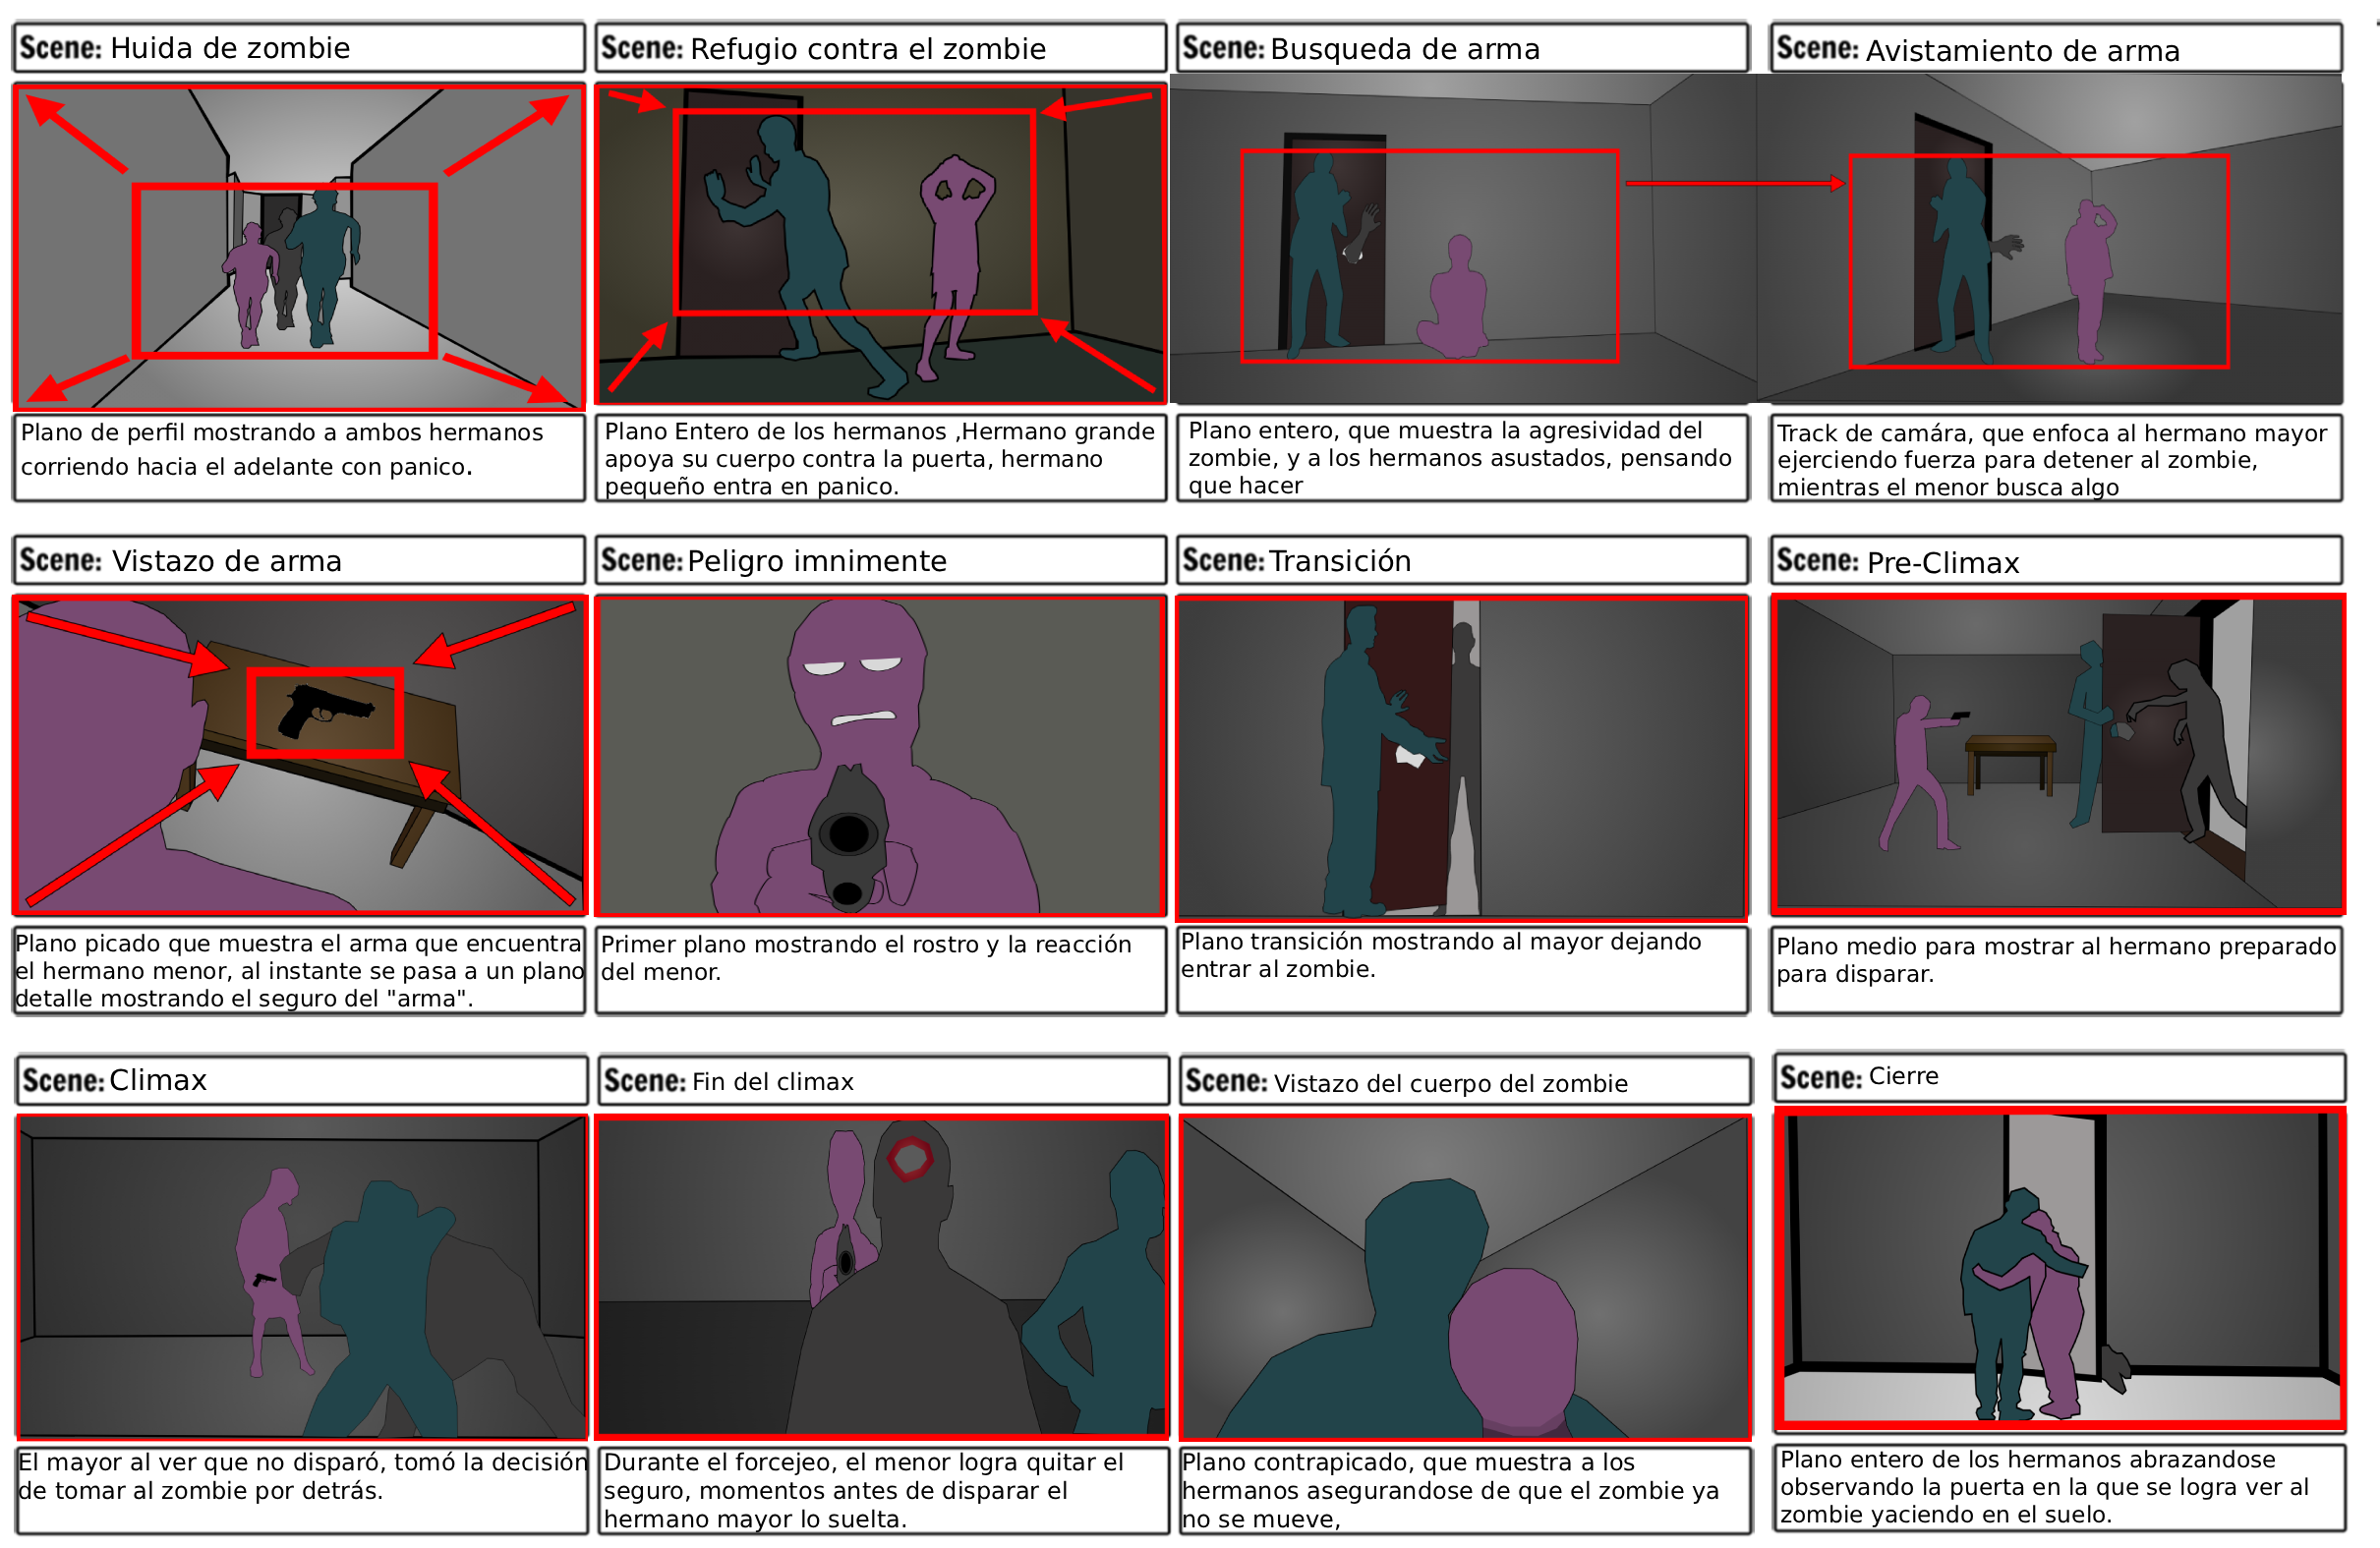 Scene: Huida de zombie
Scene: Refugio contra el zombie
Scene: Busqueda de arma
Scene: Avistamiento de arma
Plano de perfil mostrando a ambos hermanos
corriendo hacia el adelante con panico.
Plano Entero de los hermanos ,Hermano grande
apoya su cuerpo contra la puerta, hermano
pequeño entra en panico.
Plano entero, que muestra la agresividad del
zombie, y a los hermanos asustados, pensando
que hacer
Track de camára, que enfoca al hermano mayor
ejerciendo fuerza para detener al zombie,
mientras el menor busca algo
Scene: Vistazo de arma
Scene: Peligro imnimente
Scene: Transición
Scene: Pre-Climax
Plano picado que muestra el arma que encuentra
el hermano menor, al instante se pasa a un plano
detalle mostrando el seguro del "arma".
Primer plano mostrando el rostro y la reacción
del menor.
Plano transición mostrando al mayor dejando
entrar al zombie.
Plano medio para mostrar al hermano preparado
para disparar.
Scene: Climax
Scene: Fin del climax
Scene: Vistazo del cuerpo del zombie
Scene: Cierre
El mayor al ver que no disparó, tomó la decisión
de tomar al zombie por detrás.
Durante el forcejeo, el menor logra quitar el
seguro, momentos antes de disparar el
hermano mayor lo suelta.
Plano contrapicado, que muestra a los
hermanos asegurandose de que el zombie ya
no se mueve,
Plano entero de los hermanos abrazandose
observando la puerta en la que se logra ver al
zombie yaciendo en el suelo.